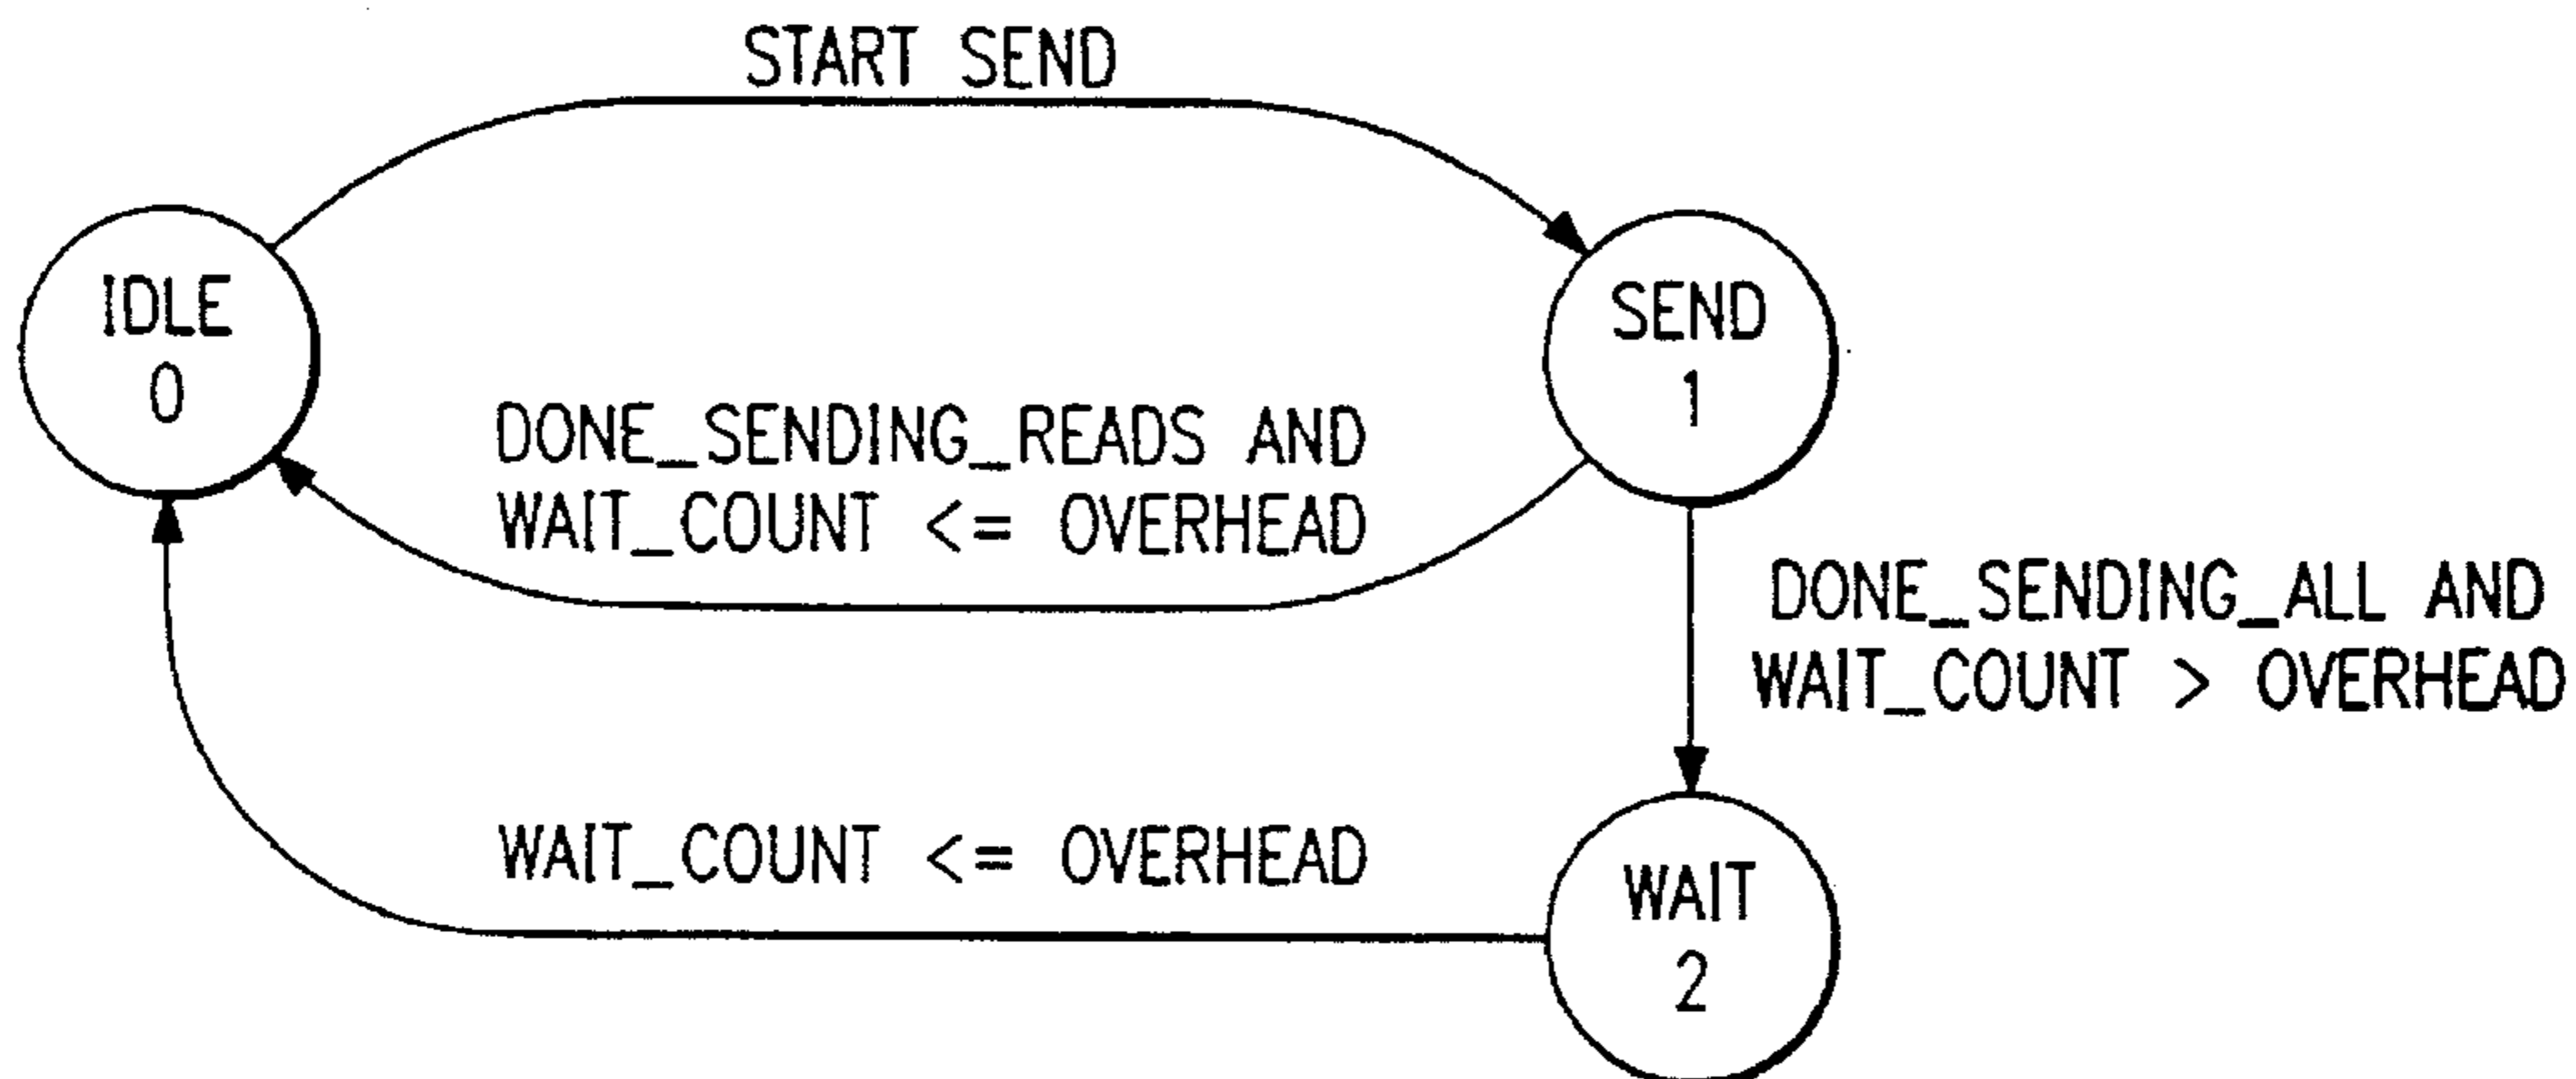 START SEND
IDLE
0
SEND
1
DONE_SENDING_READS AND
WAIT_COUNT <= OVERHEAD
DONE_SENDING_ALL AND
WAIT_COUNT > OVERHEAD
WAIT_COUNT <= OVERHEAD
WAIT
2